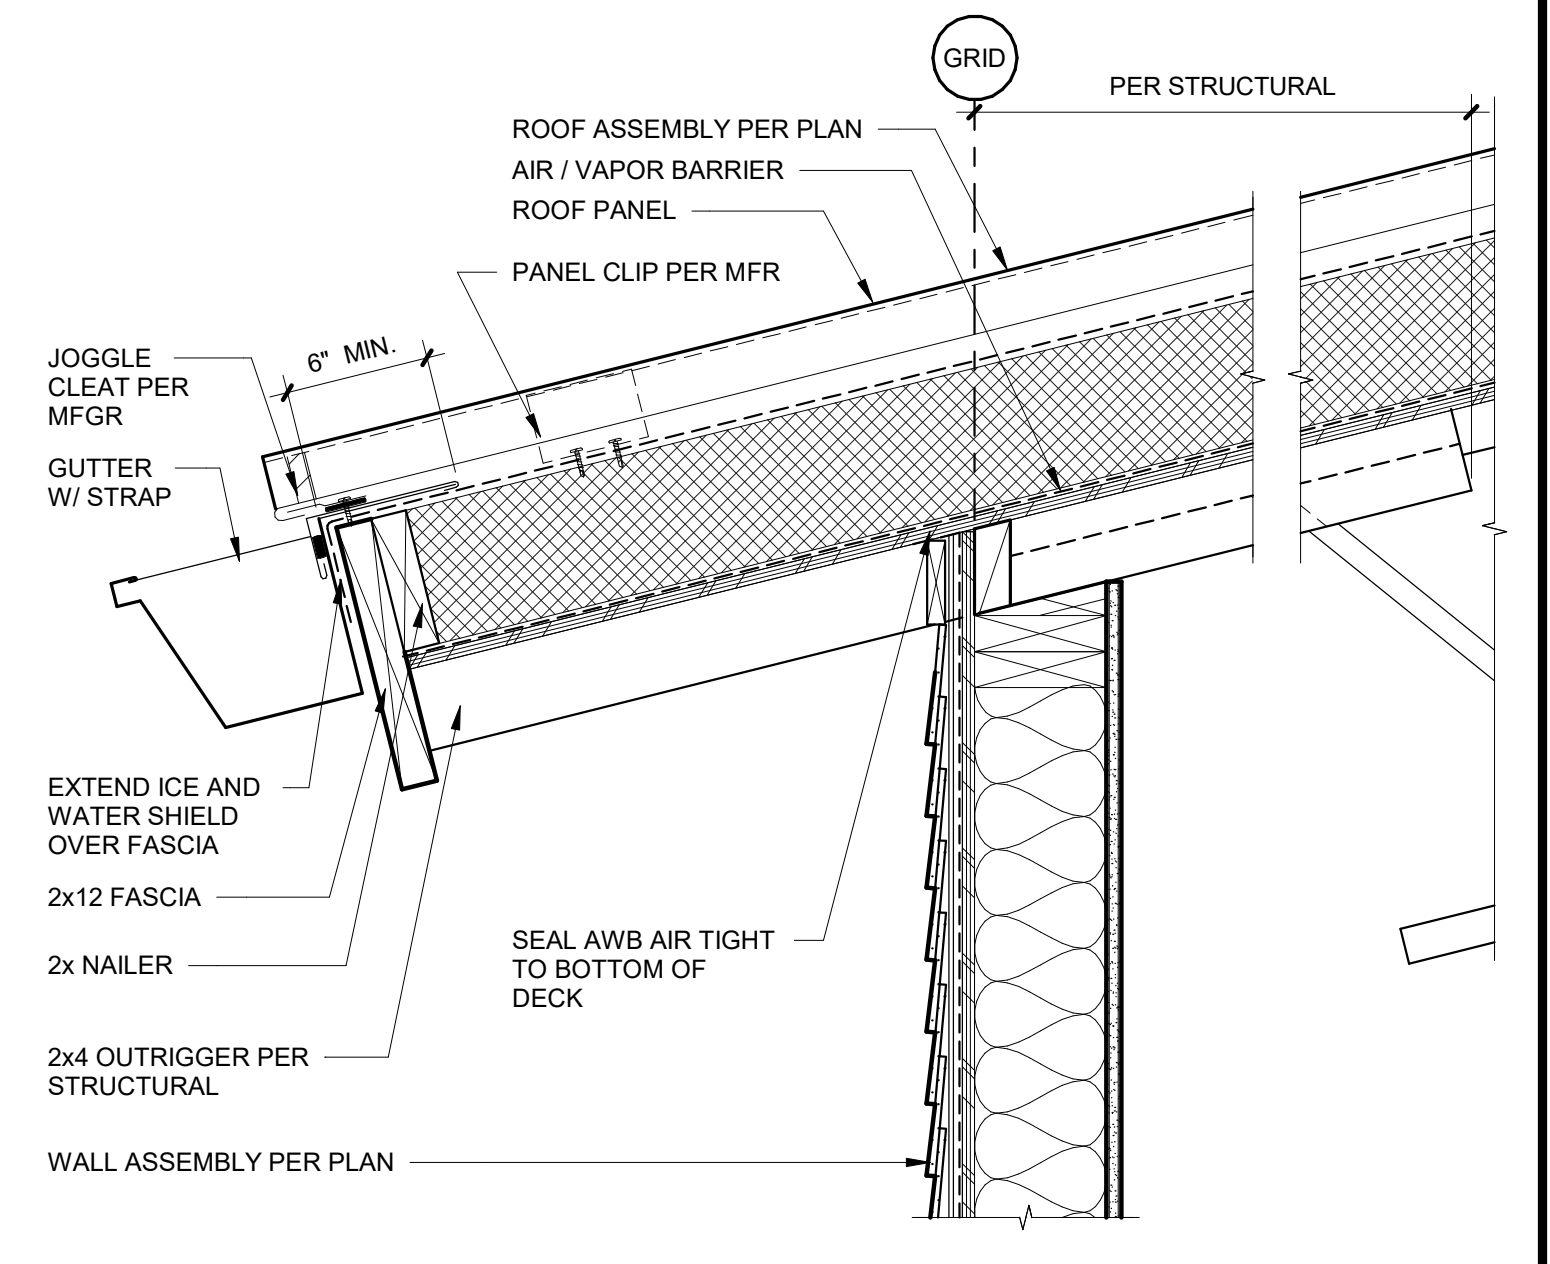 GRID
PER STRUCTURAL
ROOF ASSEMBLY PER PLAN
AIR / VAPOR BARRIER
ROOF PANEL
PANEL CLIP PER MFR
6" MIN.
JOGGLE
CLEAT PER
MFGR
GUTTER
W/ STRAP
EXTEND ICE AND
WATER SHIELD
OVER FASCIA
2x12 FASCIA
2x NAILER
SEAL AWB AIR TIGHT
TO BOTTOM OF
DECK
2x4 OUTRIGGER PER
STRUCTURAL
WALL ASSEMBLY PER PLAN